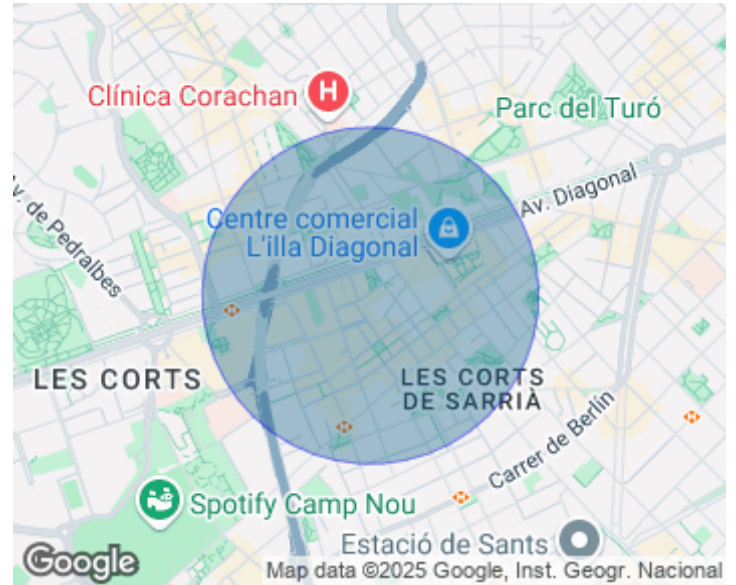 Clínica Corachan
H
Parc del Turó
Av. Diagonal
Centre comercial
L'illa Diagonal
Av. de Pedralbes
LES CORTS
LES CORTS
DE SARRIÀ
Carrer de Berlín
Spotify Camp Nou
Estació de Sants
Google
Map data ©2025 Google, Inst. Geogr. Nacional